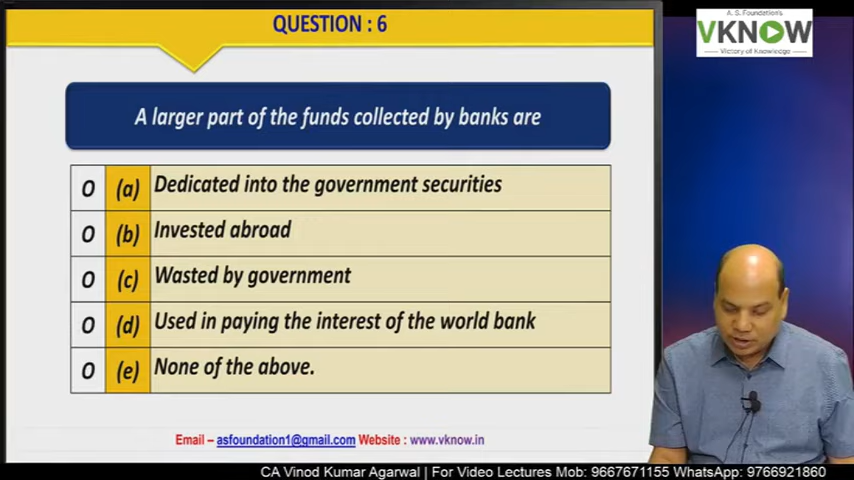 QUESTION : 6
A. S. Foundation's
VKNOW
Victory of Knowledge
A larger part of the funds collected by banks are
O (a) Dedicated into the government securities
O (b) Invested abroad
O (c) Wasted by government
O (d) Used in paying the interest of the world bank
O (e) None of the above.
Email – asfoundation1@gmail.com Website : www.vknow.in
CA Vinod Kumar Agarwal | For Video Lectures Mob: 9667671155 WhatsApp: 9766921860